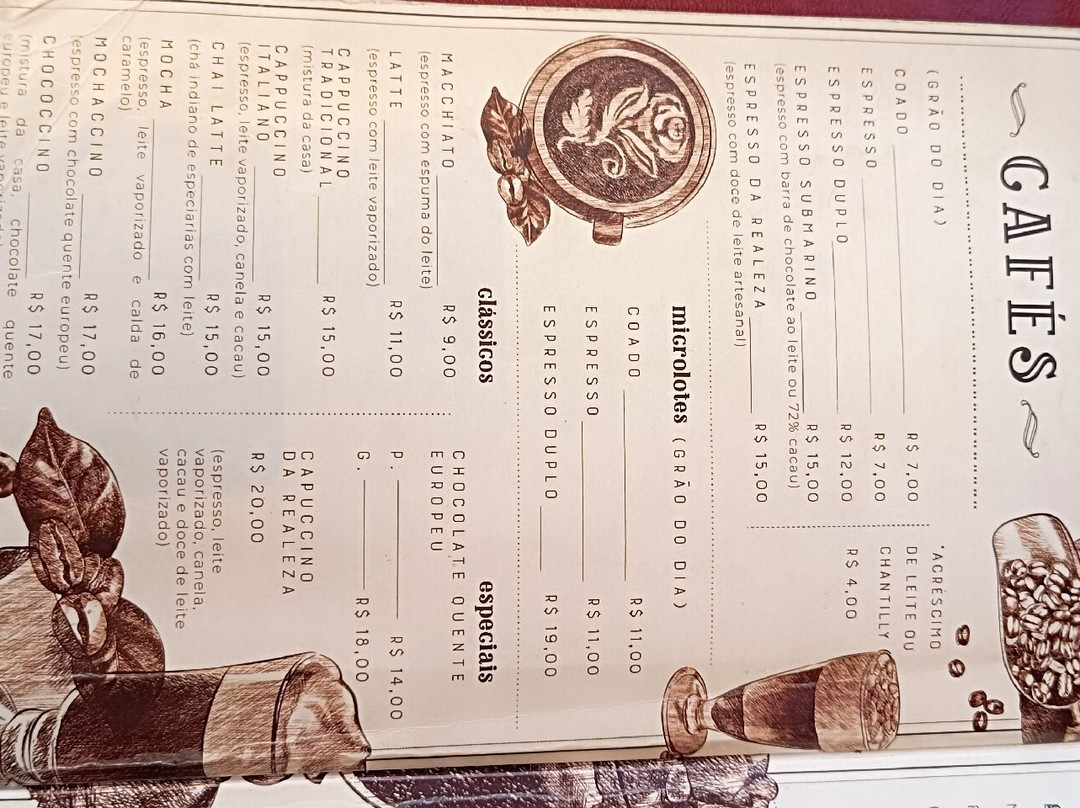 CAFÉS
(GRÃO DO DIA)
COADO R$ 7,00
ESPRESSO R$ 7,00
ESPRESSO DUPLO R$ 12,00
ESPRESSO SUBMARINO R$ 15,00
(espresso com barra de chocolate ao leite ou 72% cacau)
ESPRESSO DA REALEZA R$ 15,00
(espresso com doce de leite artesanal)
*ACRÉSCIMO
DE LEITE OU
CHANTILLY
R$ 4,00
microlotes (GRÃO DO DIA)
COADO R$ 11,00
ESPRESSO R$ 11,00
ESPRESSO DUPLO R$ 19,00
clássicos
MACCHIATO R$ 9,00
(espresso com espuma do leite)
LATTE R$ 11,00
(espresso com leite vaporizado)
CAPPUCCINO
TRADICIONAL R$ 15,00
(mistura da casa)
CAPPUCCINO
ITALIANO R$ 15,00
(espresso, leite vaporizado, canela e cacau)
CHAI LATTE R$ 15,00
(chá indiano de especiarias com leite)
MOCHA R$ 16,00
(espresso, leite vaporizado e calda de
caramelo)
MOCHACCINO R$ 17,00
(espresso com chocolate quente europeu)
CHOCOCCINO R$ 17,00
(mistura da casa, chocolate quente
europeu e leite
especiais
CHOCOLATE QUENTE
EUROPEU
P. R$ 14,00
G. R$ 18,00
CAPUCCINO
DA REALEZA
R$ 20,00
(espresso, leite
vaporizado, canela,
cacau e doce de leite
vaporizado)